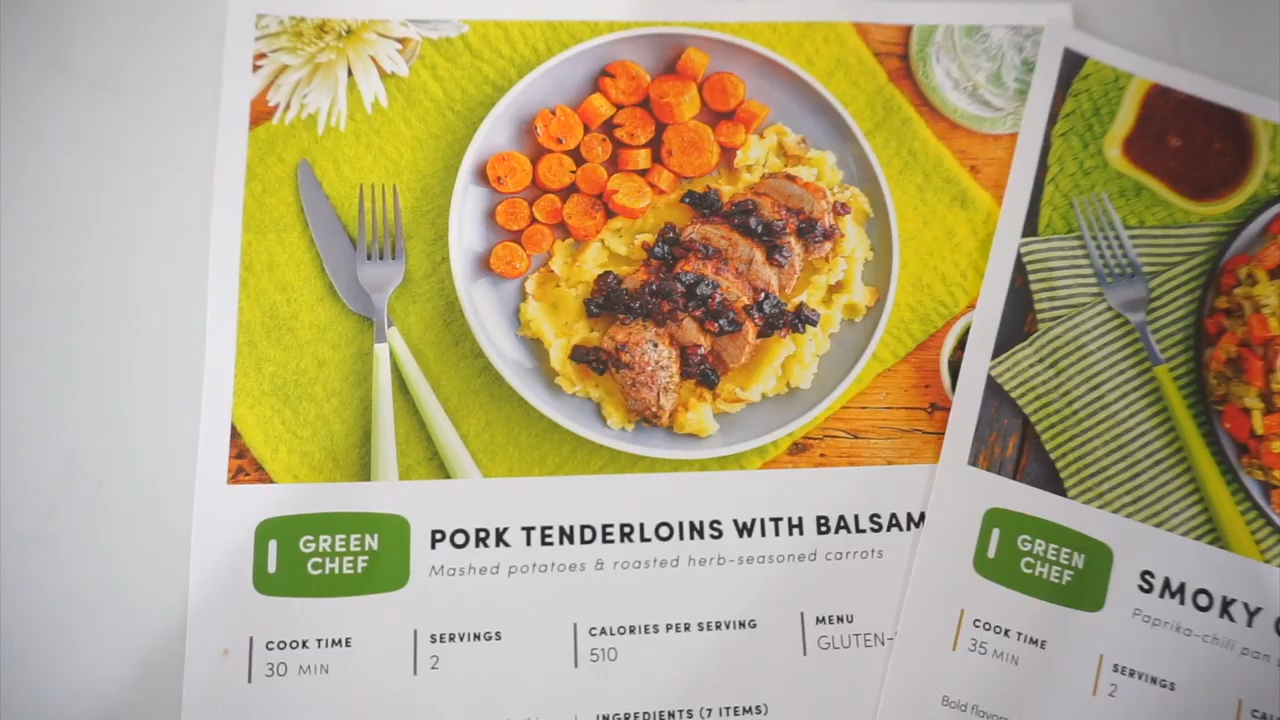 GREEN
CHEF
PORK TENDERLOINS WITH BALSAM
Mashed potatoes & roasted herb-seasoned carrots
COOK TIME
30 MIN
SERVINGS
2
CALORIES PER SERVING
510
MENU
GLUTEN-
INGREDIENTS (7 ITEMS)
GREEN
CHEF
SMOKY
Paprika-chili pan
COOK TIME
35 MIN
SERVINGS
2
Bold flavors